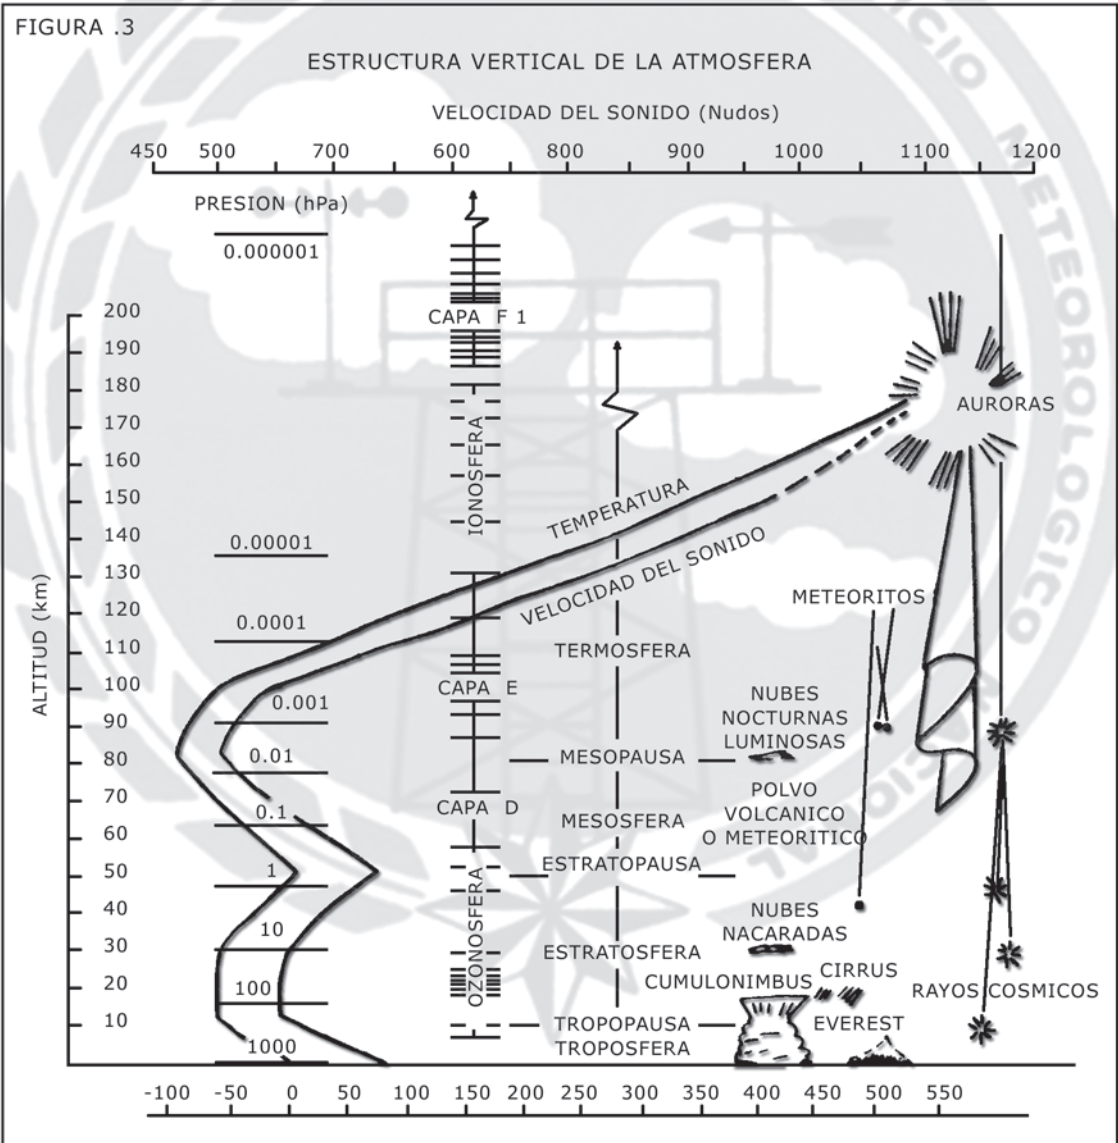 FIGURA .3
ESTRUCTURA VERTICAL DE LA ATMOSFERA
VELOCIDAD DEL SONIDO (Nudos)
450 500 700 600 800 900 1000 1100 1200
PRESION (hPa)
0.000001
0.00001
0.0001
0.001
0.01
0.1
1
10
100
1000
ALTITUD (km)
200
190
180
170
160
150
140
130
120
110
100
90
80
70
60
50
40
30
20
10
CAPA F 1
IONOSFERA
CAPA E
CAPA D
OZONOSFERA
TEMPERATURA
VELOCIDAD DEL SONIDO
TERMOSFERA
MESOPAUSA
MESOSFERA
ESTRATOPAUSA
ESTRATOSFERA
TROPOPAUSA
TROPOSFERA
AURORAS
METEORITOS
NUBES
NOCTURNAS
LUMINOSAS
POLVO
VOLCANICO
O METEORITICO
NUBES
NACARADAS
CUMULONIMBUS
CIRRUS
EVEREST
RAYOS COSMICOS
-100 -50 0 50 100 150 200 250 300 400 450 500 550
CIO METEOROLOGICO
NACIONAL